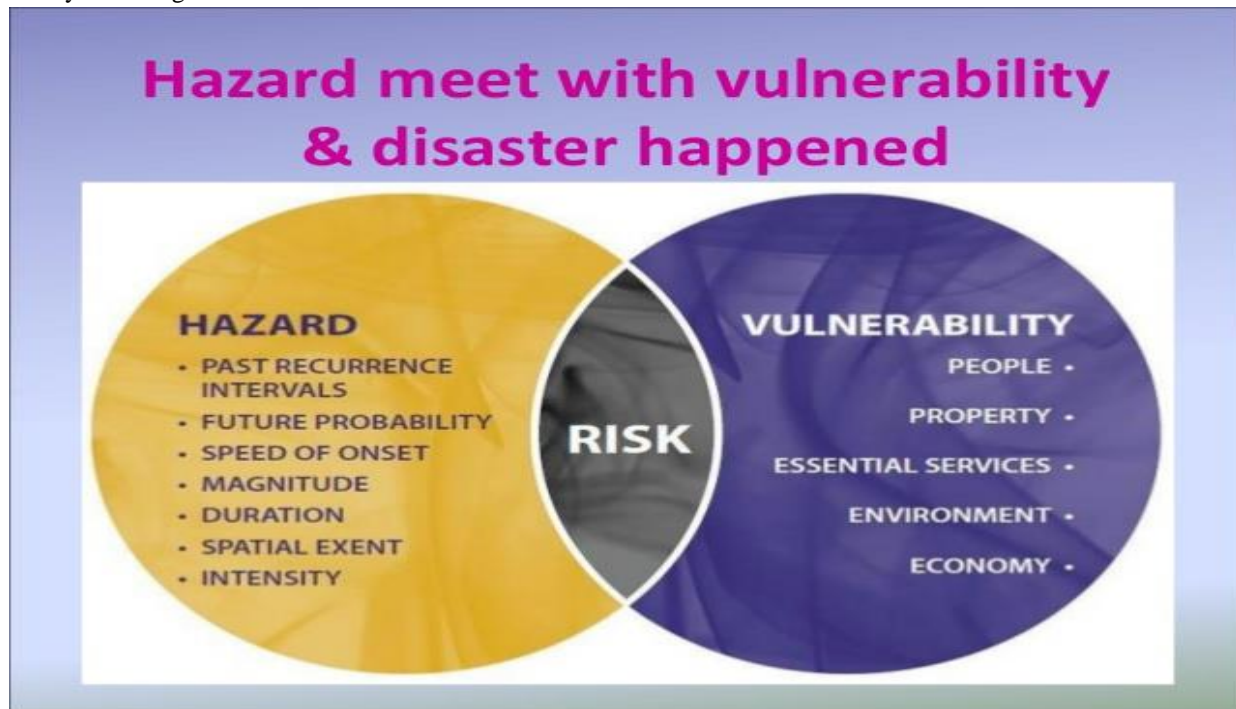 Hazard meet with vulnerability
& disaster happened
HAZARD
• PAST RECURRENCE
INTERVALS
• FUTURE PROBABILITY
• SPEED OF ONSET
• MAGNITUDE
• DURATION
• SPATIAL EXENT
• INTENSITY
RISK
VULNERABILITY
PEOPLE •
PROPERTY •
ESSENTIAL SERVICES •
ENVIRONMENT •
ECONOMY •